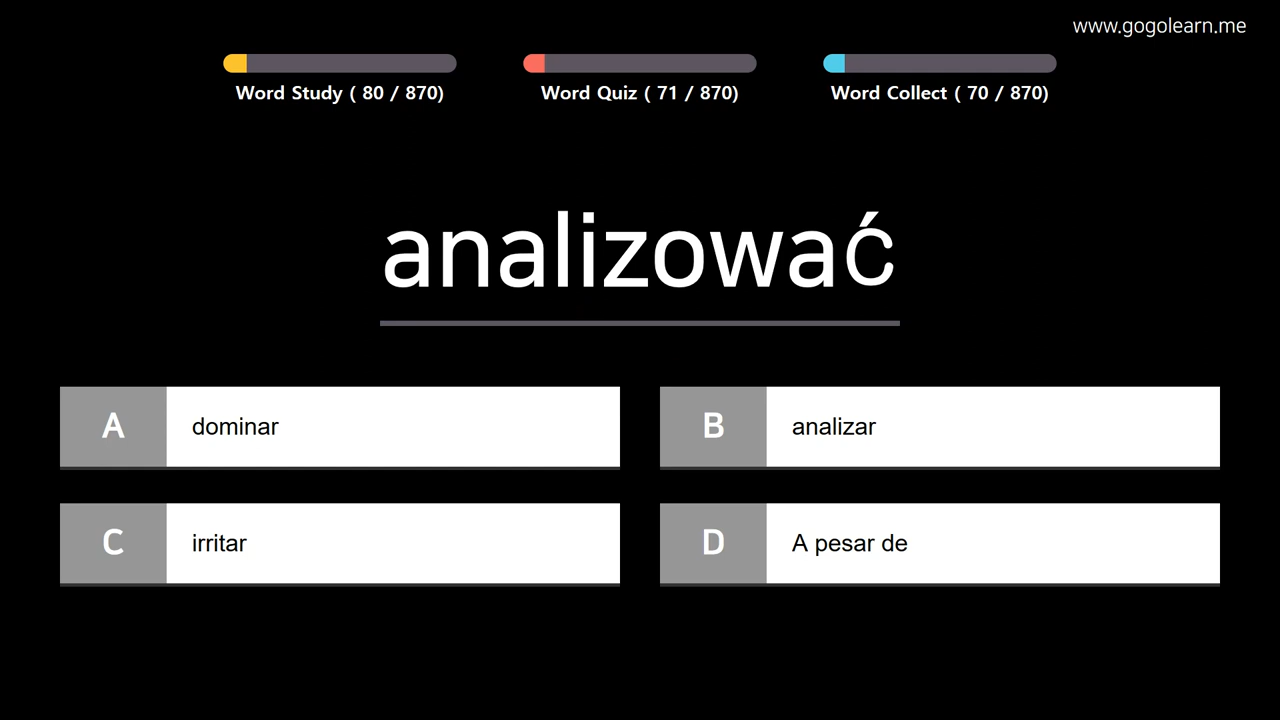 www.gogolearn.me
Word Study ( 80 / 870)
Word Quiz ( 71 / 870)
Word Collect ( 70 / 870)
analizować
A dominar
B analizar
C irritar
D A pesar de